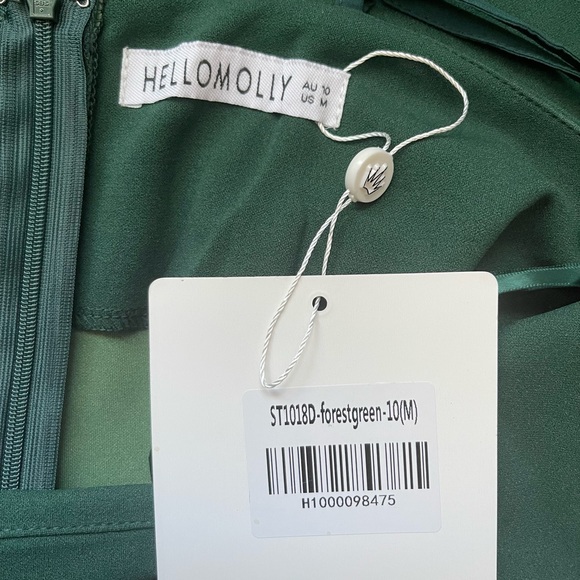 HELLOMOLLY AU 10
US M
ST1018D-forestgreen-10(M)
H1000098475